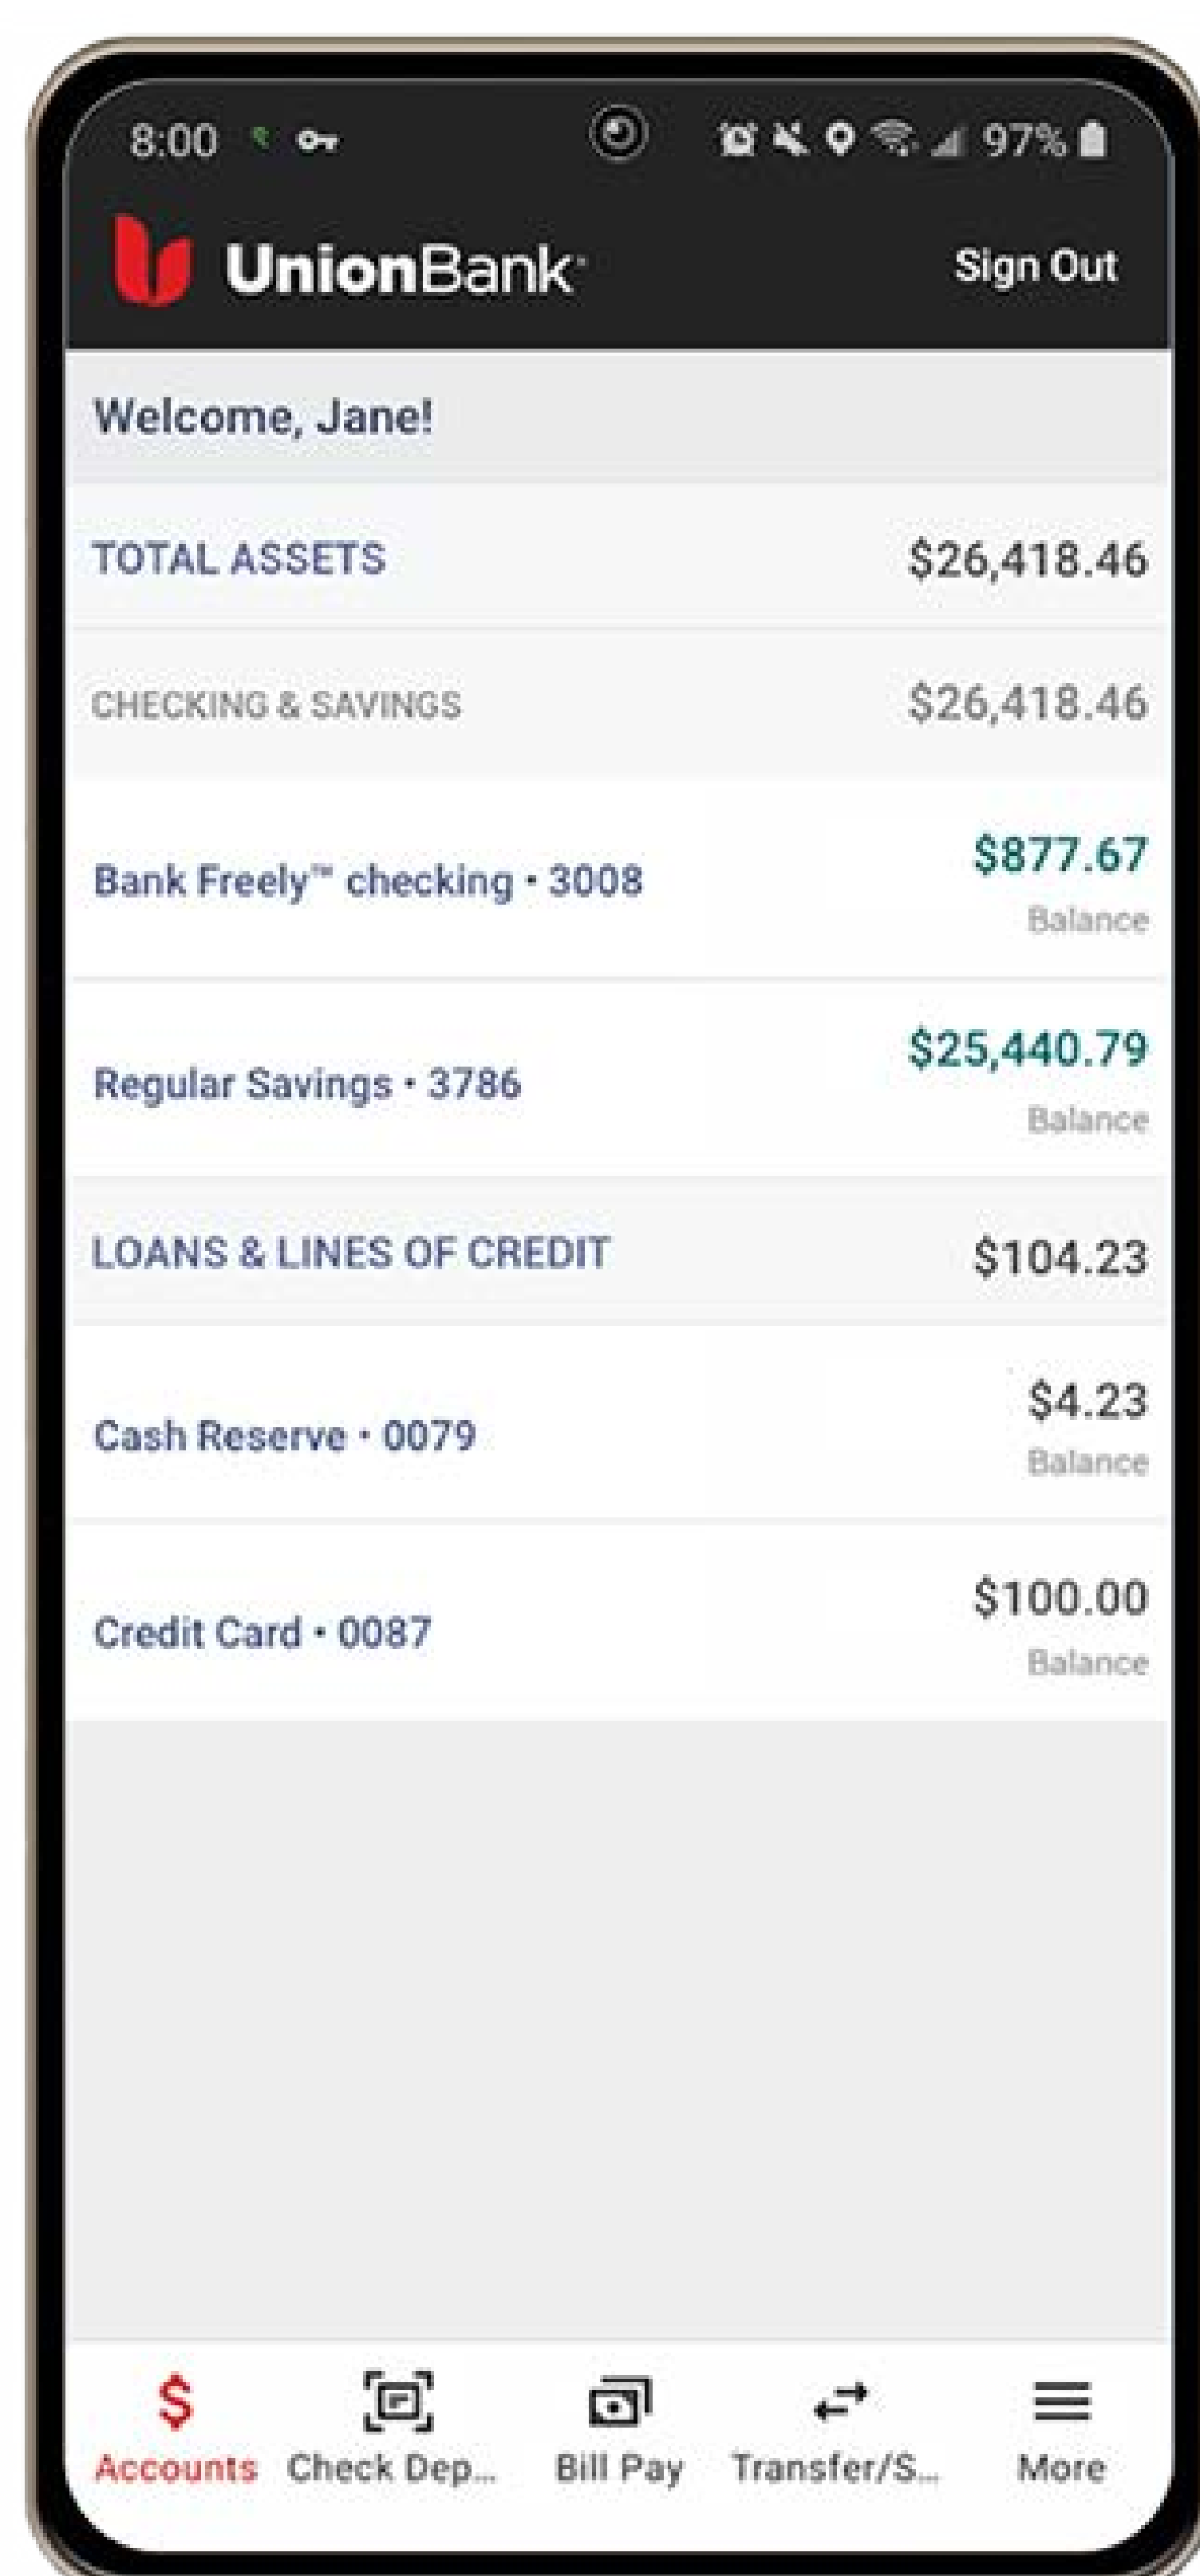 8:00 97%
UnionBank
Sign Out
Welcome, Jane!
TOTAL ASSETS $26,418.46
CHECKING & SAVINGS $26,418.46
Bank Freely™ checking • 3008 $877.67
Balance
Regular Savings • 3786 $25,440.79
Balance
LOANS & LINES OF CREDIT $104.23
Cash Reserve • 0079 $4.23
Balance
Credit Card • 0087 $100.00
Balance
Accounts Check Dep... Bill Pay Transfer/S... More